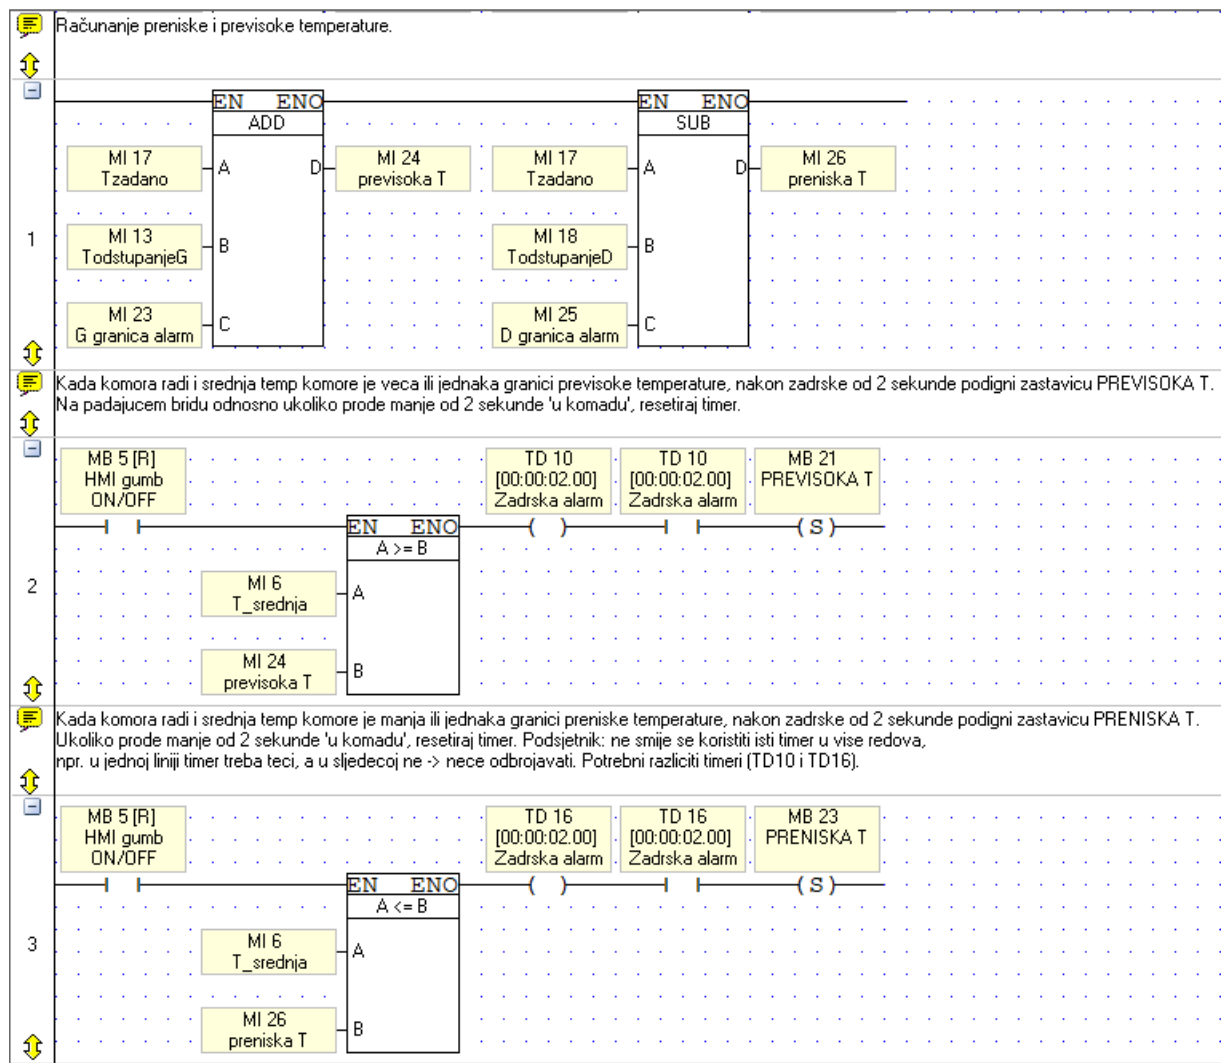 Računanje preniske i previsoke temperature.
1
EN ENO
ADD
MI 17
Tzadano
A
D
MI 24
previsoka T
MI 13
TodstupanjeG
B
MI 23
G granica alarm
C
EN ENO
SUB
MI 17
Tzadano
A
D
MI 26
preniska T
MI 18
TodstupanjeD
B
MI 25
D granica alarm
C
Kada komora radi i srednja temp komore je veca ili jednaka granici previsoke temperature, nakon zadrske od 2 sekunde podigni zastavicu PREVISOKA T.
Na padajucem bridu odnosno ukoliko prode manje od 2 sekunde 'u komadu', resetiraj timer.
2
MB 5 [R]
HMI gumb
ON/OFF
EN ENO
A >= B
MI 6
T_srednja
A
MI 24
previsoka T
B
TD 10
[00:00:02.00]
Zadrska alarm
TD 10
[00:00:02.00]
Zadrska alarm
MB 21
PREVISOKA T
( S )
Kada komora radi i srednja temp komore je manja ili jednaka granici preniske temperature, nakon zadrske od 2 sekunde podigni zastavicu PRENISKA T.
Ukoliko prode manje od 2 sekunde 'u komadu', resetiraj timer. Podsjetnik: ne smije se koristiti isti timer u vise redova,
npr. u jednoj liniji timer treba teci, a u sljedecoj ne -> nece odbrojavati. Potrebni razliciti timeri (TD10 i TD16).
3
MB 5 [R]
HMI gumb
ON/OFF
EN ENO
A <= B
MI 6
T_srednja
A
MI 26
preniska T
B
TD 16
[00:00:02.00]
Zadrska alarm
TD 16
[00:00:02.00]
Zadrska alarm
MB 23
PRENISKA T
( S )